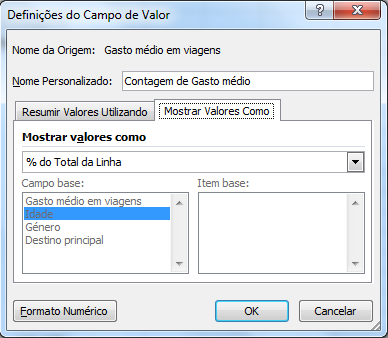 Definições do Campo de Valor
Nome da Origem: Gasto médio em viagens
Nome Personalizado: Contagem de Gasto médio
Resumir Valores Utilizando
Mostrar Valores Como
Mostrar valores como
% do Total da Linha
Campo base:
Item base:
Gasto médio em viagens
Idade
Género
Destino principal
Formato Numérico
OK
Cancelar